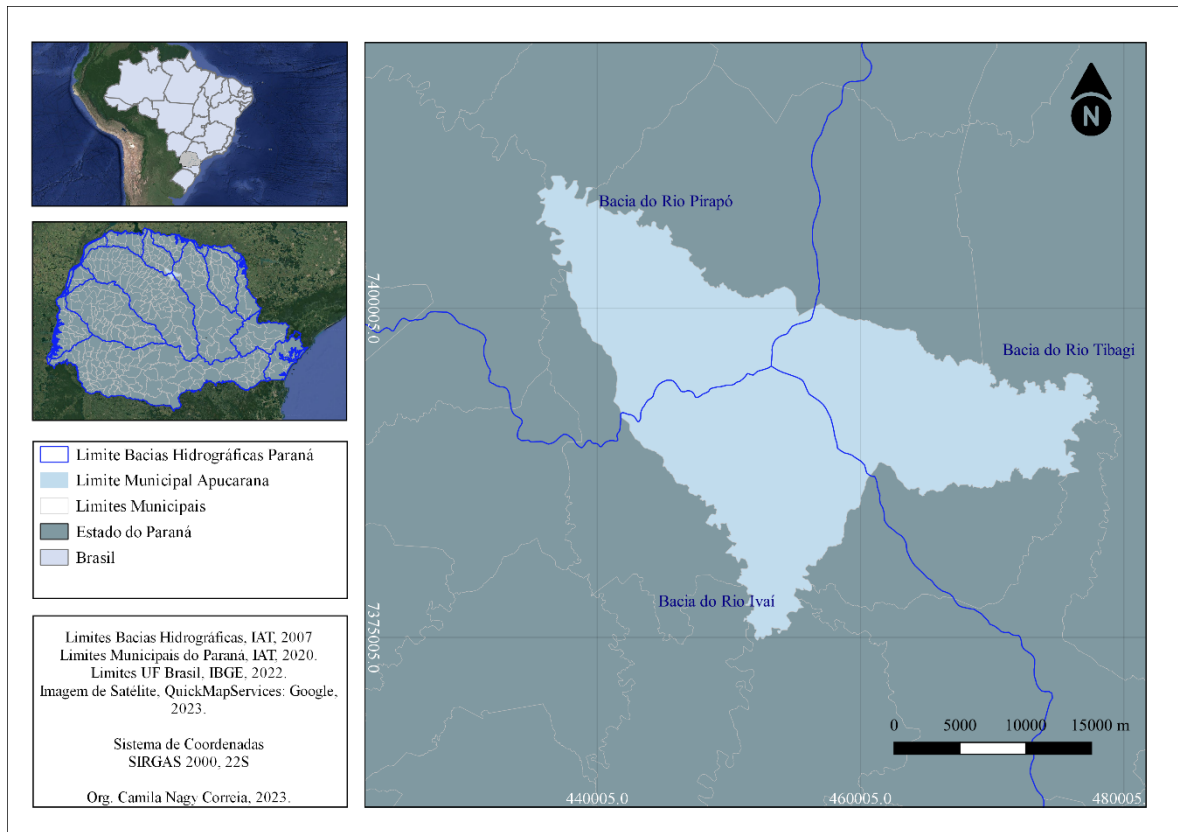 Limite Bacias Hidrográficas Paraná
Limite Municipal Apucarana
Limites Municipais
Estado do Paraná
Brasil
Limites Bacias Hidrográficas, IAT, 2007
Limites Municipais do Paraná, IAT, 2020.
Limites UF Brasil, IBGE, 2022.
Imagem de Satélite, QuickMapServices: Google,
2023.
Sistema de Coordenadas
SIRGAS 2000, 22S
Org. Camila Nagy Correia, 2023.
N
Bacia do Rio Pirapó
7400005.0
Bacia do Rio Tibagi
Bacia do Rio Ivaí
7375005.0
0 5000 10000 15000 m
440005.0 460005.0 480005.